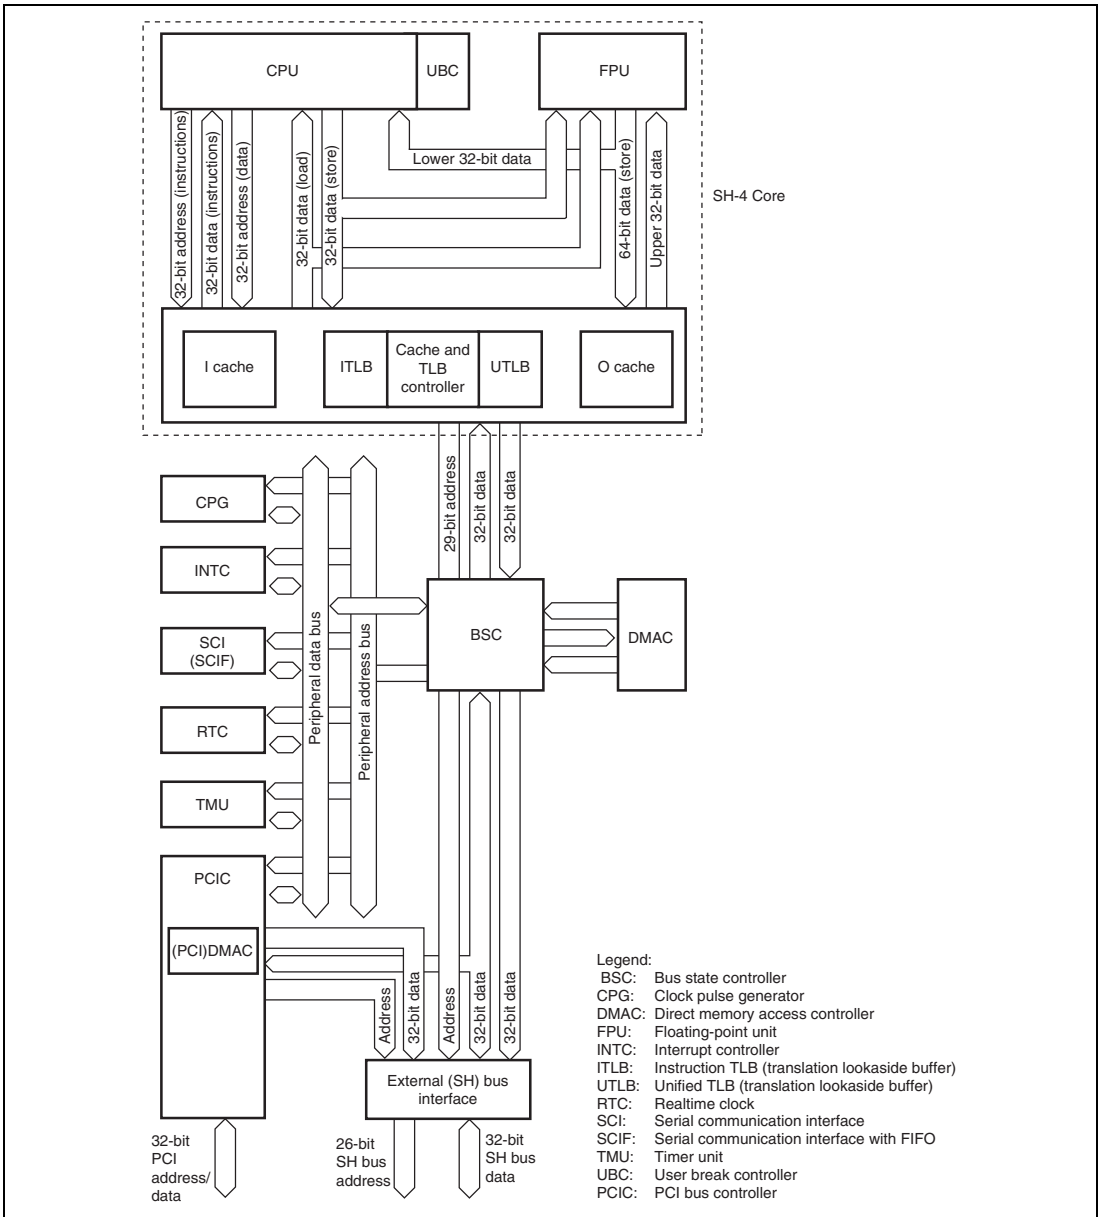 CPU
UBC
FPU
32-bit address (instructions)
32-bit data (instructions)
32-bit address (data)
32-bit data (load)
32-bit data (store)
Lower 32-bit data
64-bit data (store)
Upper 32-bit data
SH-4 Core
I cache
ITLB
Cache and
TLB
controller
UTLB
O cache
29-bit address
32-bit data
32-bit data
CPG
INTC
SCI
(SCIF)
RTC
TMU
PCIC
(PCI)DMAC
Peripheral data bus
Peripheral address bus
BSC
DMAC
Address
32-bit data
Address
32-bit data
32-bit data
External (SH) bus
interface
32-bit
PCI
address/
data
26-bit
SH bus
address
32-bit
SH bus
data
Legend:
BSC: Bus state controller
CPG: Clock pulse generator
DMAC: Direct memory access controller
FPU: Floating-point unit
INTC: Interrupt controller
ITLB: Instruction TLB (translation lookaside buffer)
UTLB: Unified TLB (translation lookaside buffer)
RTC: Realtime clock
SCI: Serial communication interface
SCIF: Serial communication interface with FIFO
TMU: Timer unit
UBC: User break controller
PCIC: PCI bus controller